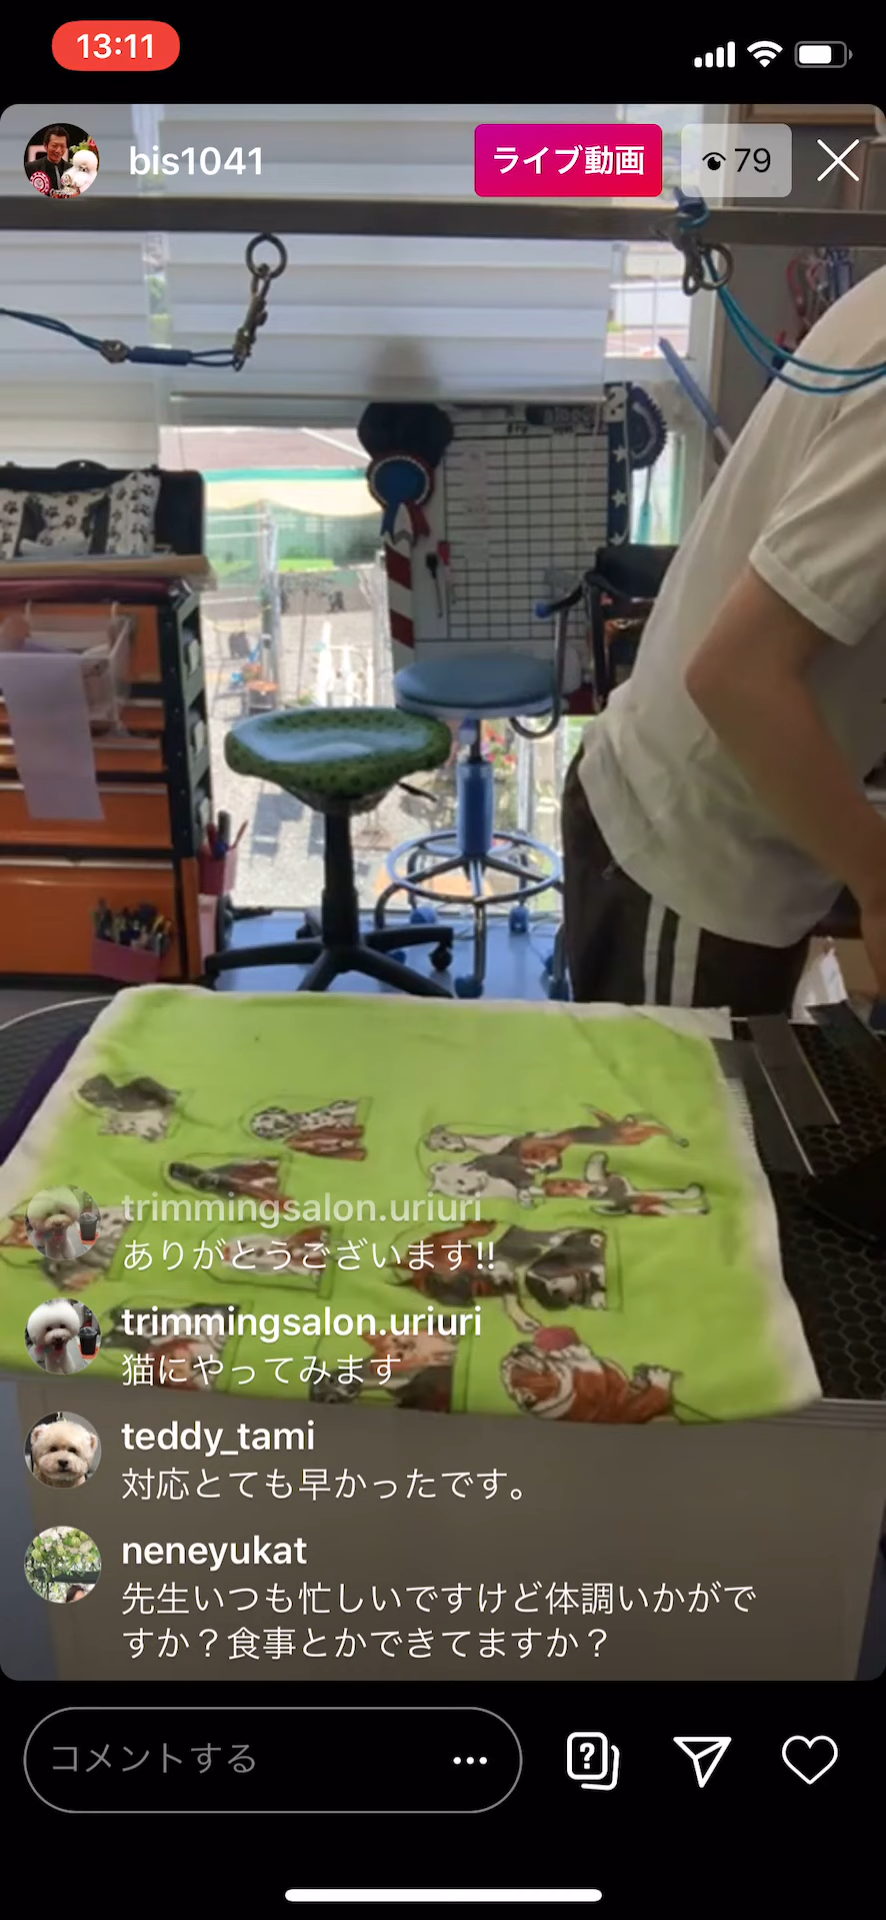 13:11
bis1041
ライブ動画
79
trimmingsalon.uriuri
ありがとうございます!!
trimmingsalon.uriuri
猫にやってみます
teddy_tami
対応とても早かったです。
neneyukat
先生いつも忙しいですけど体調いかがで
すか？食事とかできてますか？
コメントする